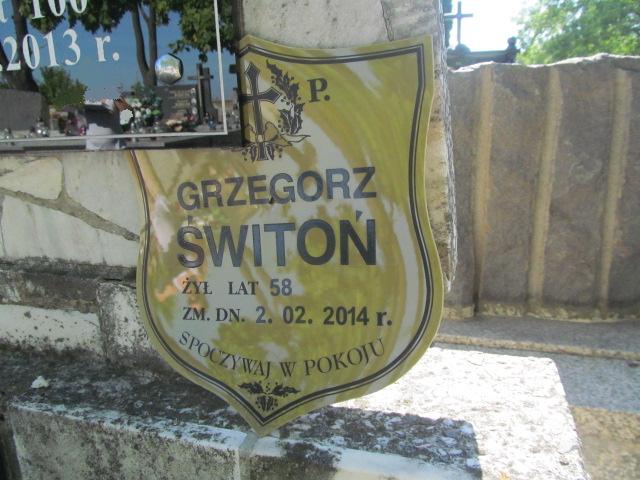 100
2013 r.
P.
GRZEGORZ
ŚWITOŃ
ŻYŁ LAT 58
ZM. DN. 2. 02. 2014 r.
SPOCZYWAJ W POKOJU